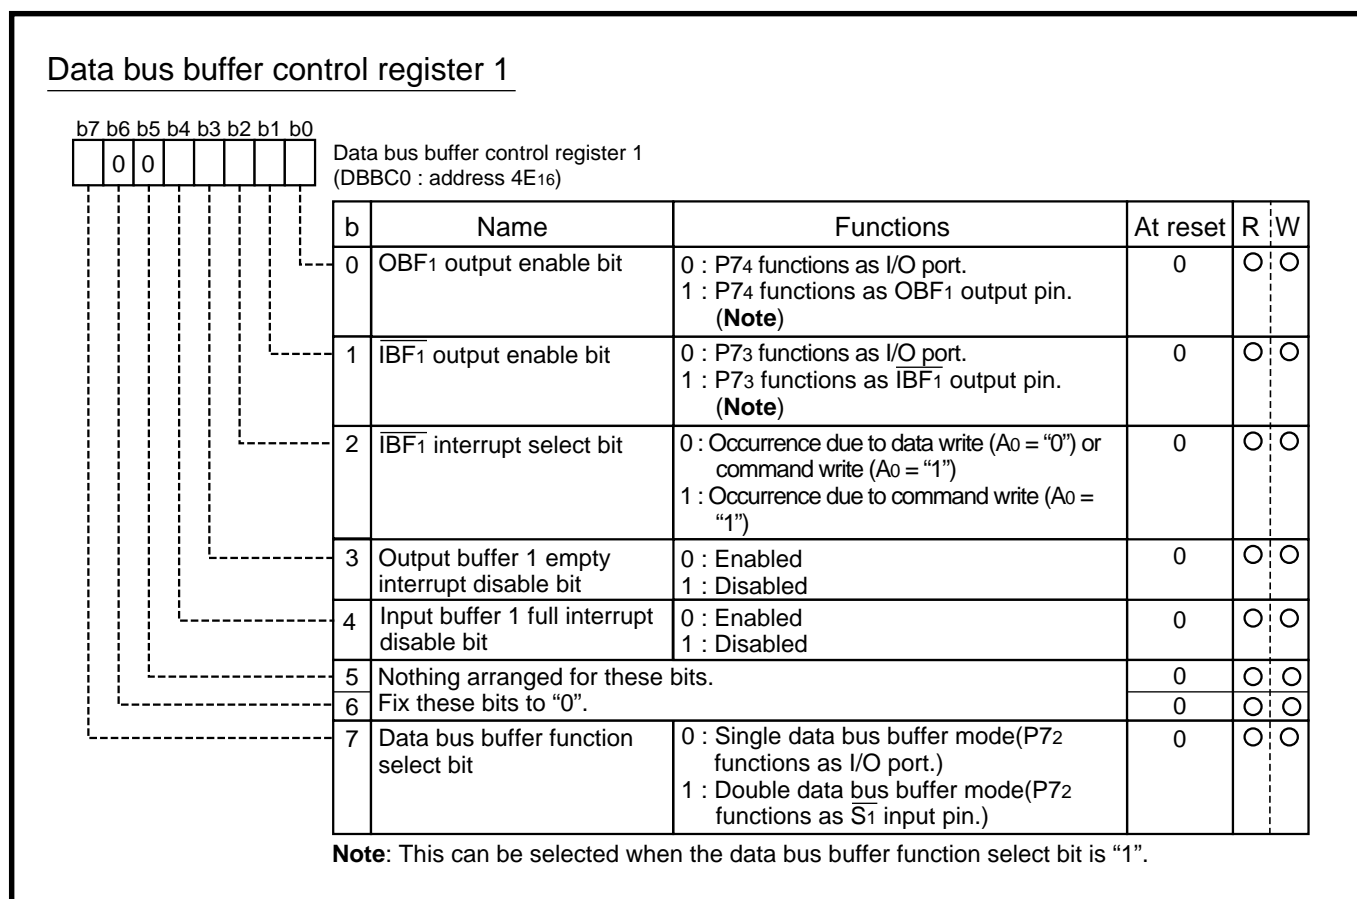 Data bus buffer control register 1
b7 b6 b5 b4 b3 b2 b1 b0
0 0
Data bus buffer control register 1
(DBBC0 : address 4E16)
b Name Functions At reset R W
0 OBF1 output enable bit 0 : P74 functions as I/O port. 0 O O
1 : P74 functions as OBF1 output pin.
(Note)
1 IBF1 output enable bit 0 : P73 functions as I/O port. 0 O O
1 : P73 functions as IBF1 output pin.
(Note)
2 IBF1 interrupt select bit 0 : Occurrence due to data write (A0 = “0”) or 0 O O
command write (A0 = “1”)
1 : Occurrence due to command write (A0 =
“1”)
3 Output buffer 1 empty 0 : Enabled 0 O O
interrupt disable bit 1 : Disabled
4 Input buffer 1 full interrupt 0 : Enabled 0 O O
disable bit 1 : Disabled
5 Nothing arranged for these bits. 0 O O
6 Fix these bits to “0”. 0 O O
7 Data bus buffer function 0 : Single data bus buffer mode(P72 0 O O
select bit functions as I/O port.)
1 : Double data bus buffer mode(P72
functions as S1 input pin.)
Note: This can be selected when the data bus buffer function select bit is “1”.